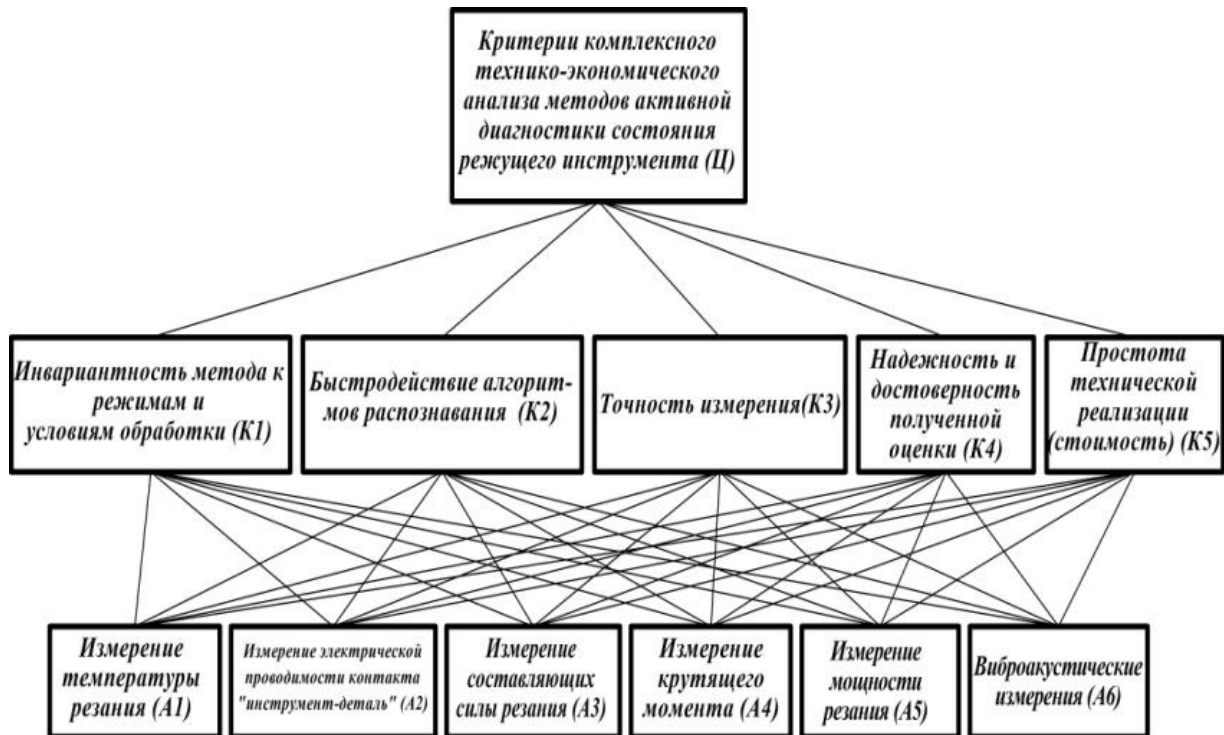 Критерии комплексного
технико-экономического
анализа методов активной
диагностики состояния
режущего инструмента (Ц)
Инвариантность метода к
режимам и
условиям обработки (К1)
Быстродействие алгорит-
мов распознавания (К2)
Точность измерения(К3)
Надежность и
достоверность
полученной
оценки (К4)
Простота
технической
реализации
(стоимость) (К5)
Измерение
температуры
резания (А1)
Измерение электрической
проводимости контакта
"инструмент-деталь" (А2)
Измерение
составляющих
силы резания (А3)
Измерение
крутящего
момента (А4)
Измерение
мощности
резания (А5)
Виброакустические
измерения (А6)